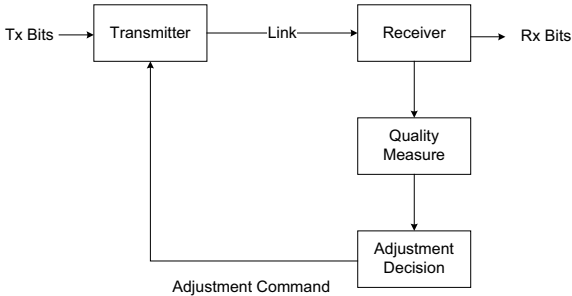 Tx Bits
Transmitter
Link
Receiver
Rx Bits
Quality
Measure
Adjustment
Decision
Adjustment Command